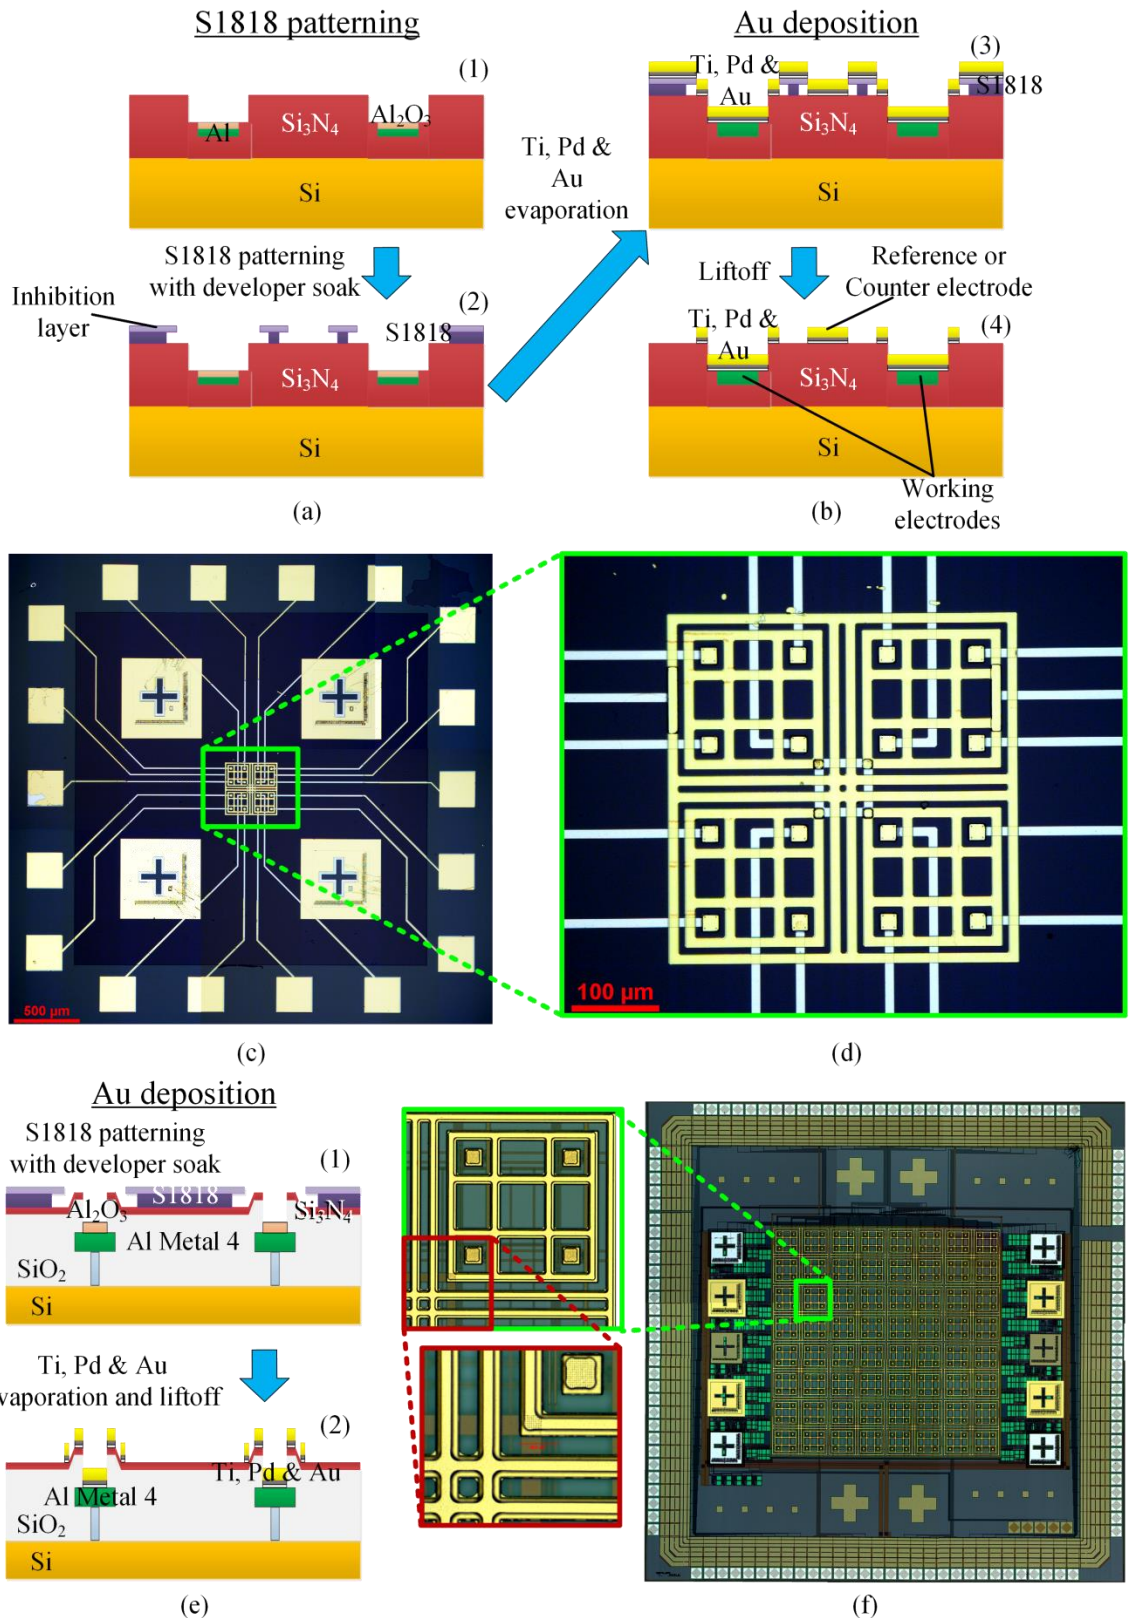 S1818 patterning
(1)
Al
Al₂O₃
Si₃N₄
Si
S1818 patterning
with developer soak
Inhibition
layer
(2)
S1818
Si₃N₄
Si
(a)
Ti, Pd &
Au
evaporation
Au deposition
(3)
Ti, Pd &
Au
S1818
Si₃N₄
Si
Liftoff
Reference or
Counter electrode
(4)
Ti, Pd &
Au
Si₃N₄
Si
Working
electrodes
(b)
500 µm
(c)
100 µm
(d)
Au deposition
S1818 patterning
with developer soak
(1)
S1818
Al₂O₃
Si₃N₄
Al Metal 4
SiO₂
Si
Ti, Pd & Au
vaporation and liftoff
(2)
Ti, Pd & Au
Al Metal 4
SiO₂
Si
(e)
(f)